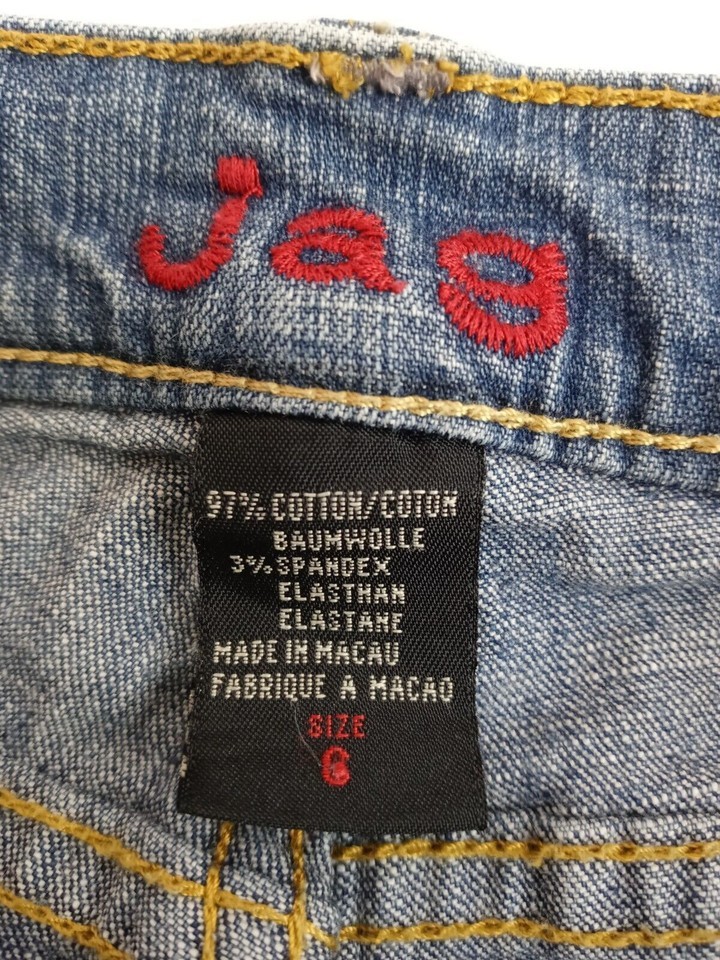 jag
97% COTTON/COTON
BAUMWOLLE
3% SPANDEX
ELASTHAN
ELASTANE
MADE IN MACAU
FABRIQUE A MACAO
SIZE
6